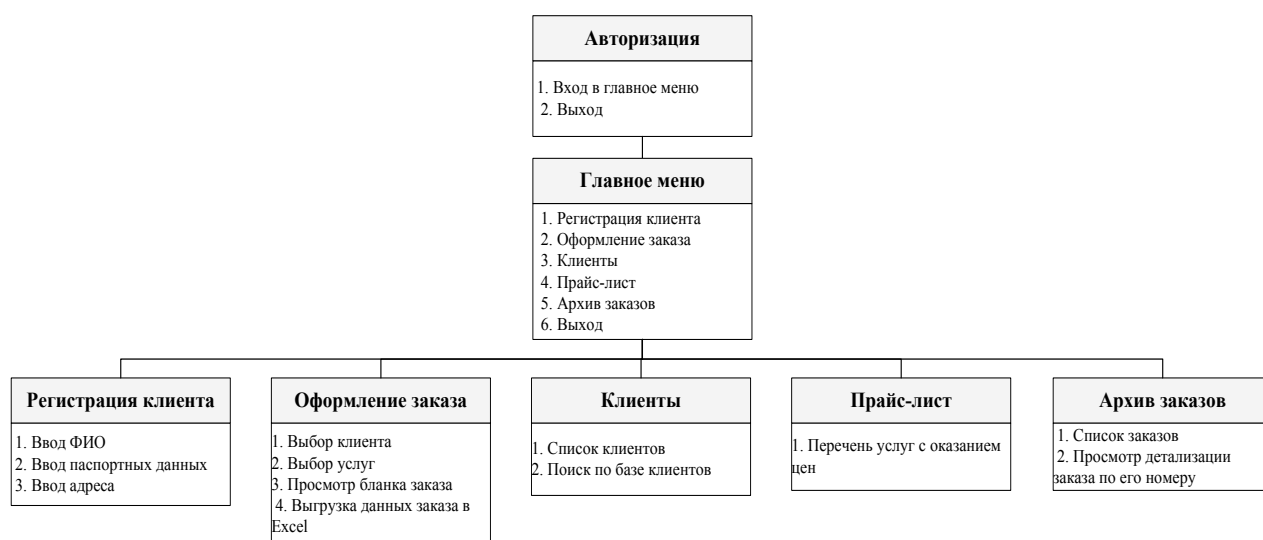 Авторизация
1. Вход в главное меню
2. Выход
Главное меню
1. Регистрация клиента
2. Оформление заказа
3. Клиенты
4. Прайс-лист
5. Архив заказов
6. Выход
Регистрация клиента
1. Ввод ФИО
2. Ввод паспортных данных
3. Ввод адреса
Оформление заказа
1. Выбор клиента
2. Выбор услуг
3. Просмотр бланка заказа
4. Выгрузка данных заказа в
Excel
Клиенты
1. Список клиентов
2. Поиск по базе клиентов
Прайс-лист
1. Перечень услуг с оказанием
цен
Архив заказов
1. Список заказов
2. Просмотр детализации
заказа по его номеру